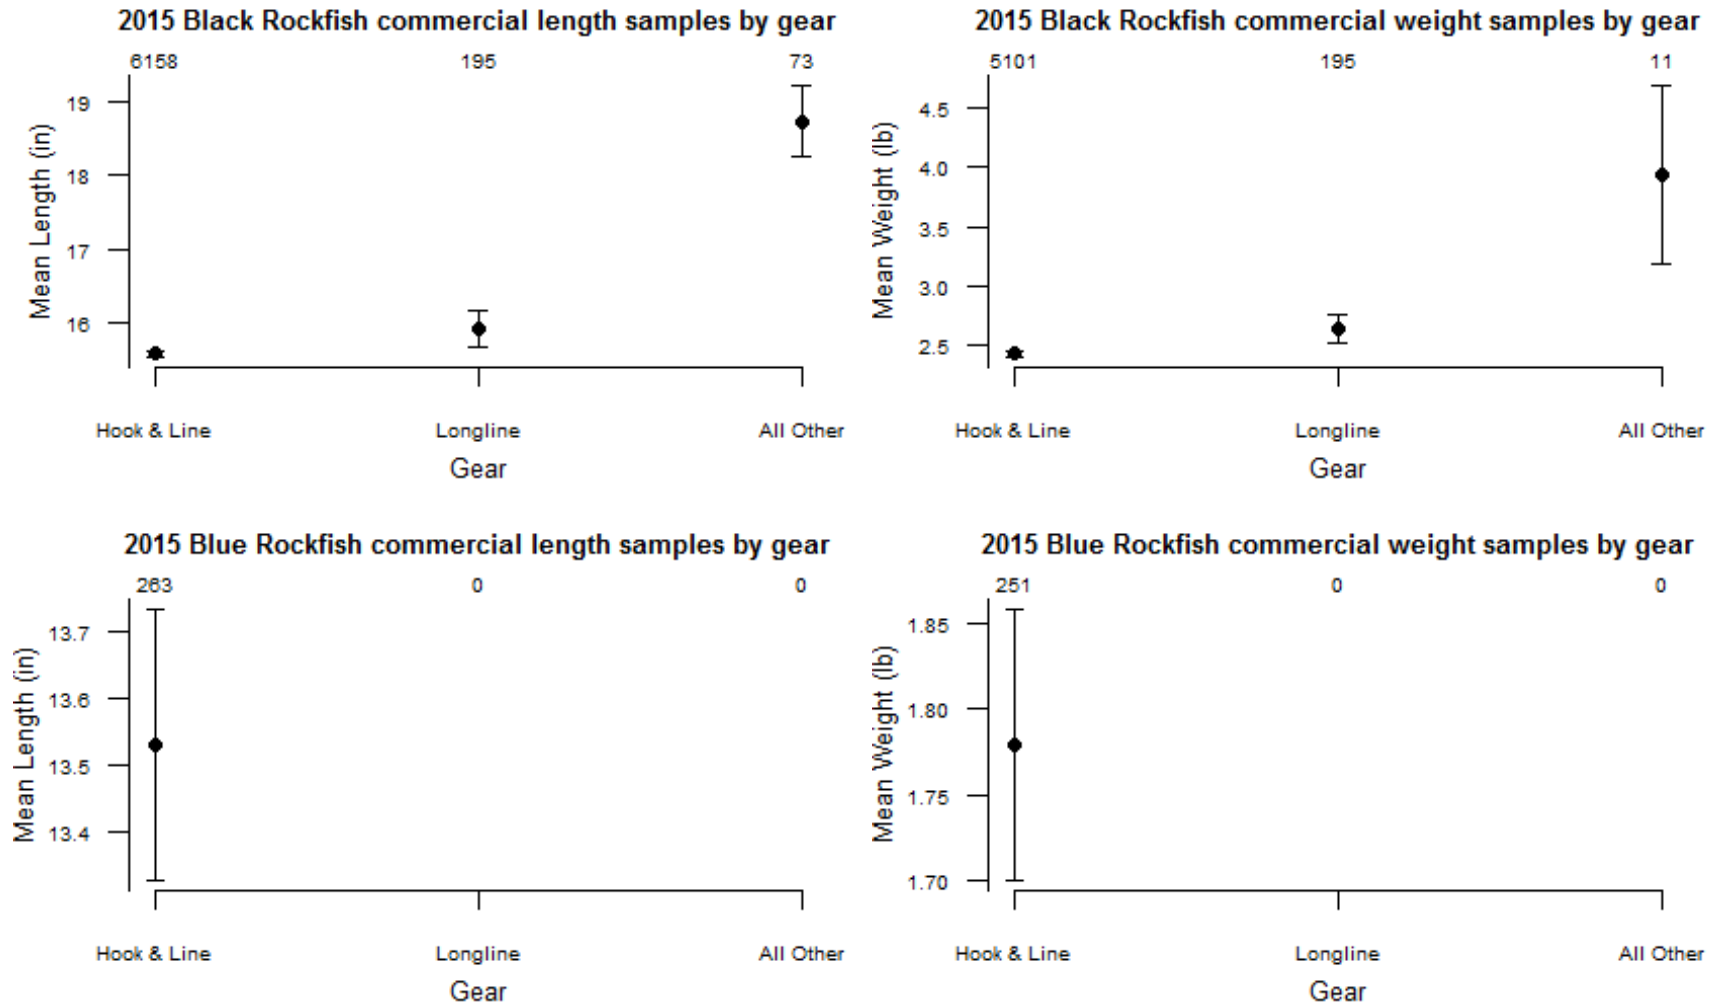 2015 Black Rockfish commercial length samples by gear
6158 195 73
19
18
17
16
Mean Length (in)
Hook & Line Longline All Other
Gear
2015 Black Rockfish commercial weight samples by gear
5101 195 11
4.5
4.0
3.5
3.0
2.5
Mean Weight (lb)
Hook & Line Longline All Other
Gear
2015 Blue Rockfish commercial length samples by gear
263 0 0
13.7
13.6
13.5
13.4
Mean Length (in)
Hook & Line Longline All Other
Gear
2015 Blue Rockfish commercial weight samples by gear
251 0 0
1.85
1.80
1.75
1.70
Mean Weight (lb)
Hook & Line Longline All Other
Gear